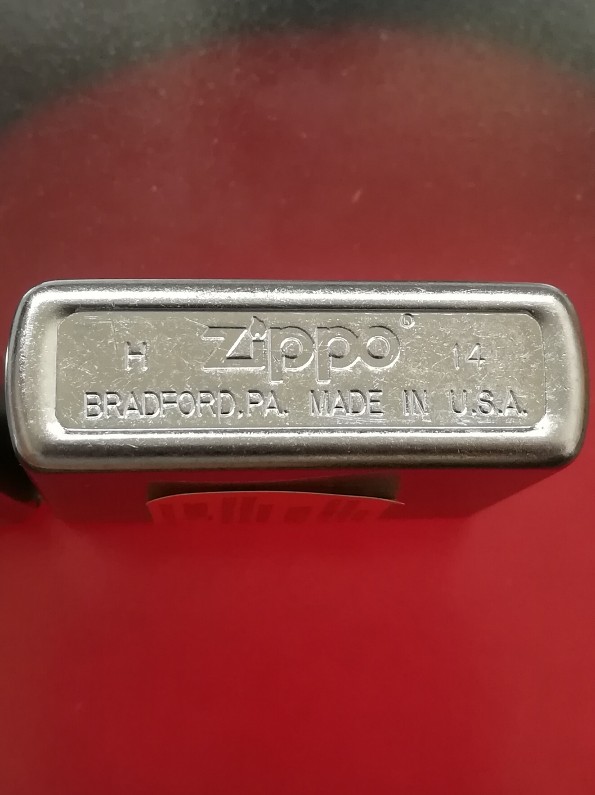 H Zippo® 14
BRADFORD,PA. MADE IN U.S.A.